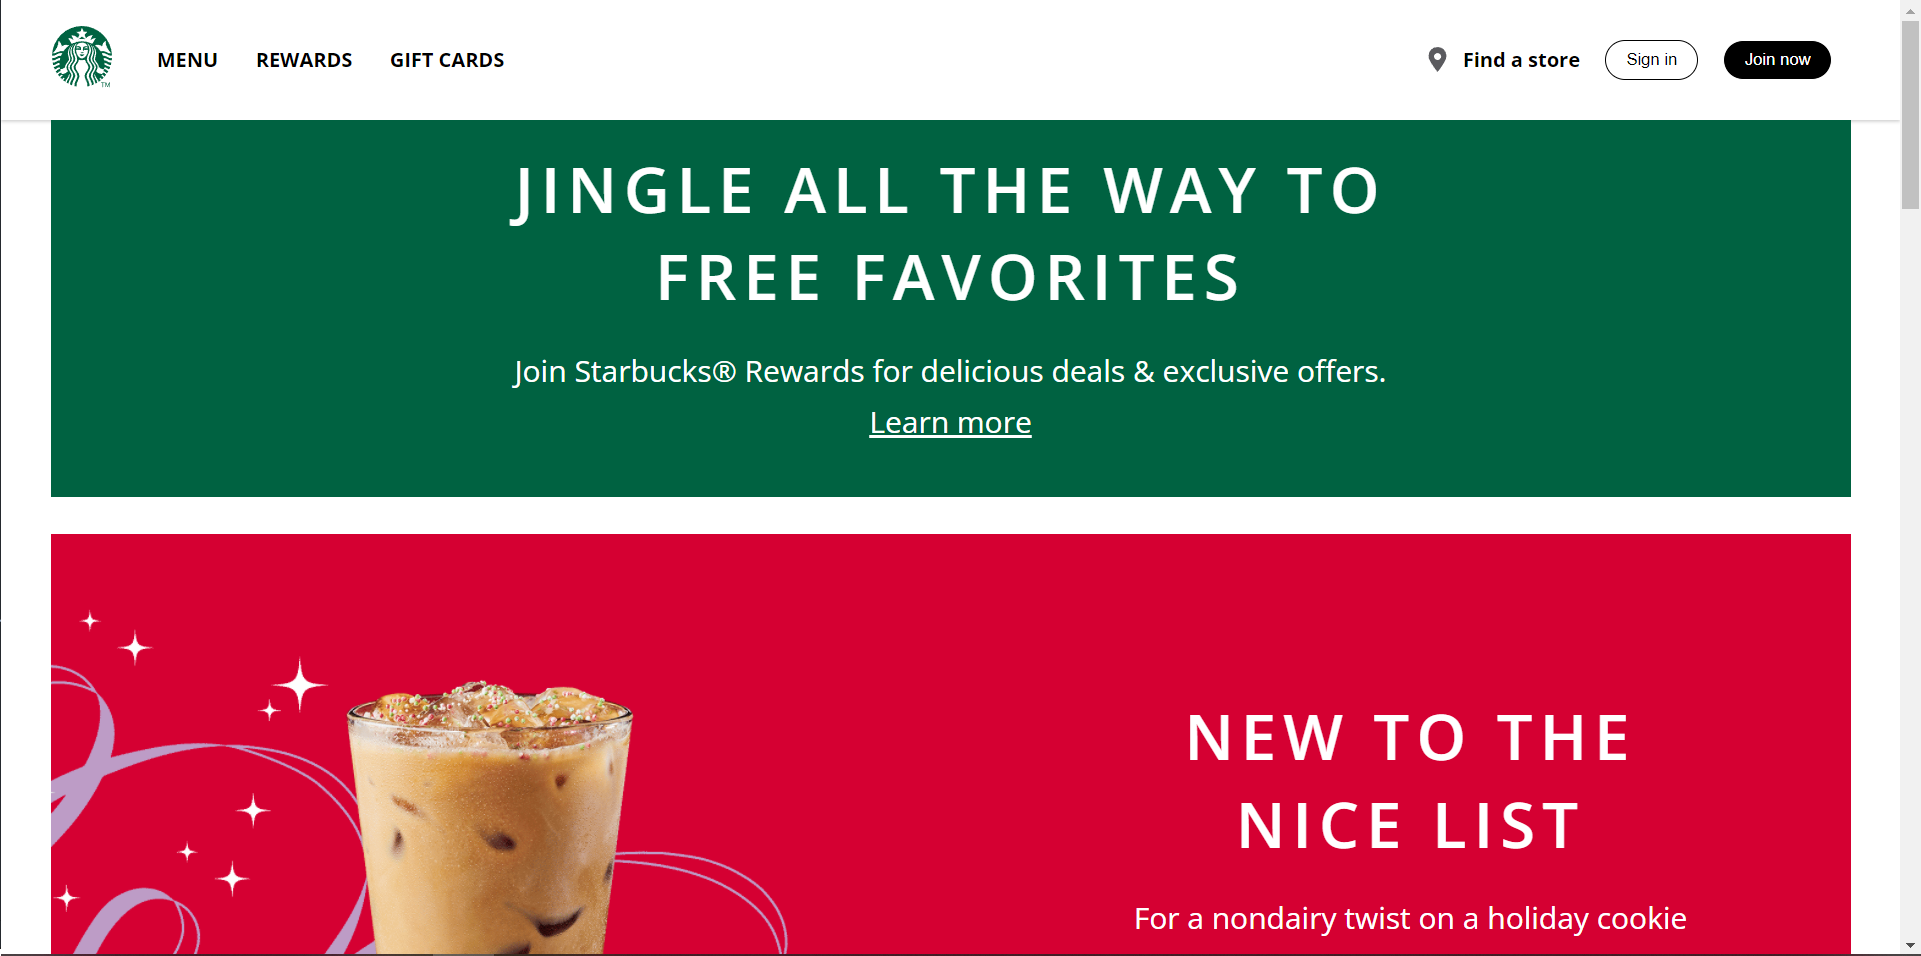 MENU
REWARDS
GIFT CARDS
Find a store
Sign in
Join now
JINGLE ALL THE WAY TO
FREE FAVORITES
Join Starbucks® Rewards for delicious deals & exclusive offers.
Learn more
NEW TO THE
NICE LIST
For a nondairy twist on a holiday cookie
TM